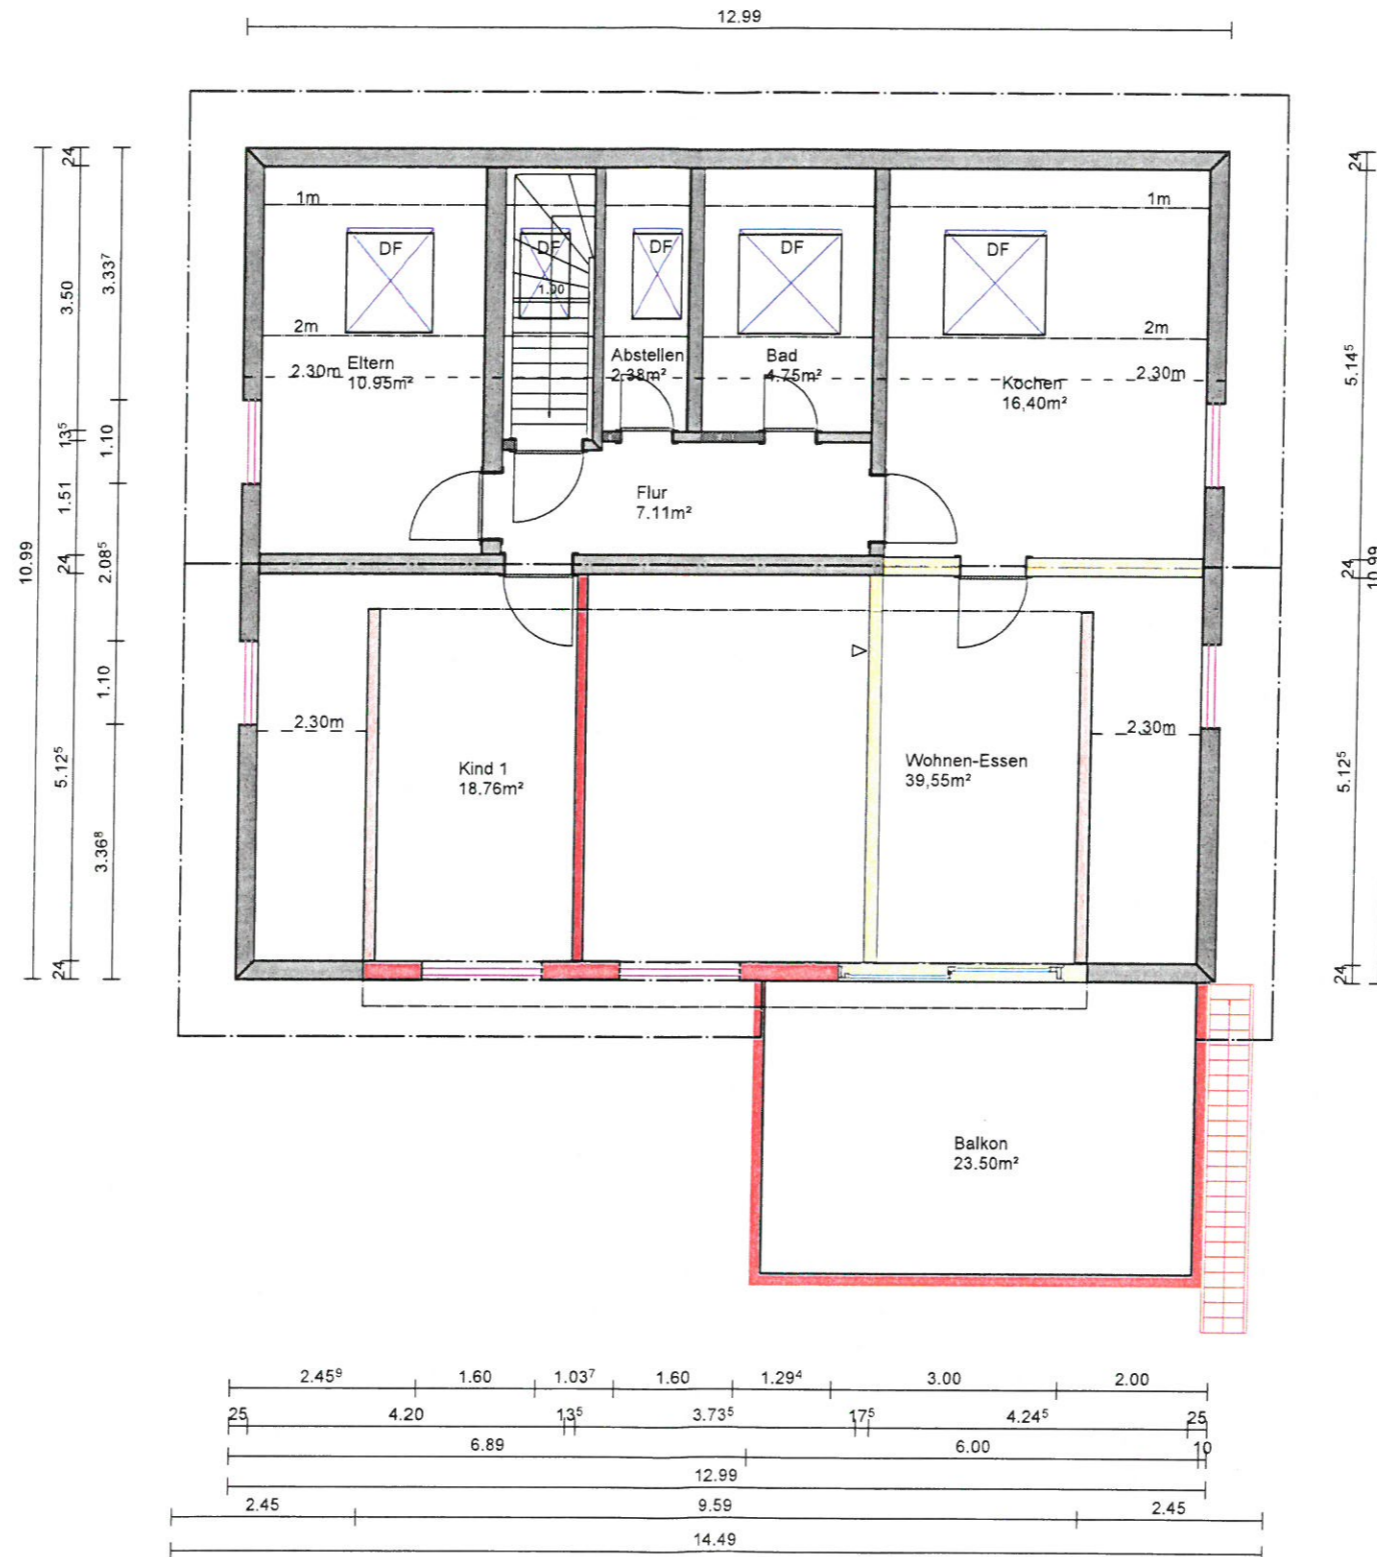 12.99
24
3.50
13⁵
1.51
24
5.12⁵
24
10.99
3.33⁷
1.10
2.08⁵
1.10
3.36⁸
1m
1m
DF
DF
DF
DF
DF
1.00
2m
2m
2.30m
2.30m
Eltern
10.95m²
Abstellen
2.38m²
Bad
4.75m²
Kochen
16,40m²
Flur
7.11m²
24
5.14⁵
24
5.12⁵
24
10.99
2.30m
2.30m
Kind 1
18.76m²
Wohnen-Essen
39,55m²
Balkon
23.50m²
2.45⁹ 1.60 1.03⁷ 1.60 1.29⁴ 3.00 2.00
25 4.20 13⁵ 3.73⁵ 17⁵ 4.24⁵ 25
6.89 6.00 10
12.99
2.45 9.59 2.45
14.49